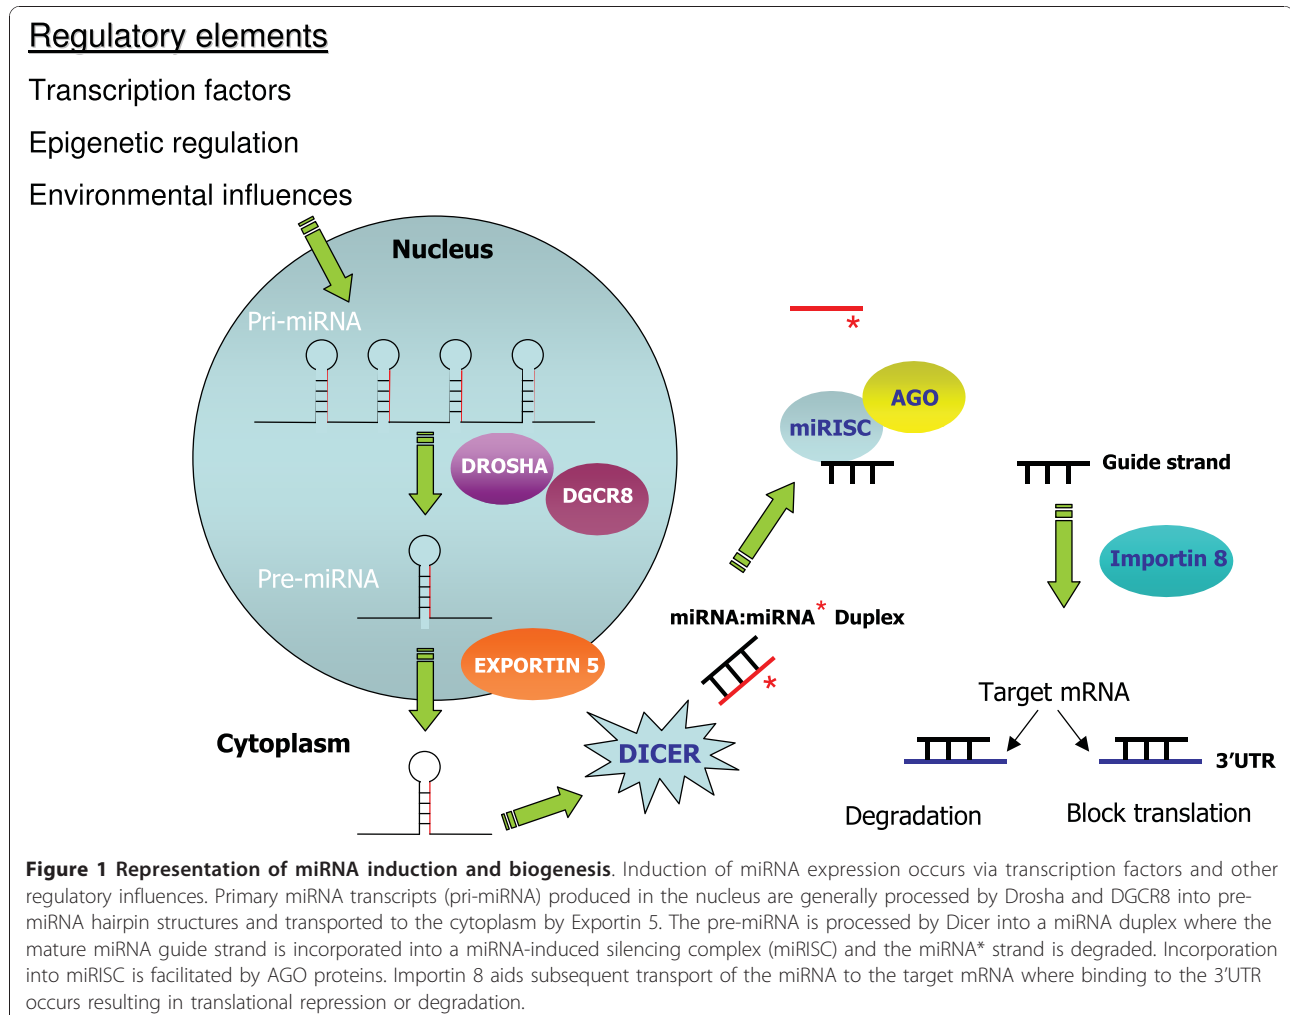 Regulatory elements
Transcription factors
Epigenetic regulation
Environmental influences
Nucleus
Pri-miRNA
*
AGO
miRISC
DROSHA
DGCR8
Guide strand
Pre-miRNA
Importin 8
miRNA:miRNA* Duplex
EXPORTIN 5
*
Target mRNA
Cytoplasm
DICER
3’UTR
Degradation
Block translation
Figure 1 Representation of miRNA induction and biogenesis. Induction of miRNA expression occurs via transcription factors and other
regulatory influences. Primary miRNA transcripts (pri-miRNA) produced in the nucleus are generally processed by Drosha and DGCR8 into pre-
miRNA hairpin structures and transported to the cytoplasm by Exportin 5. The pre-miRNA is processed by Dicer into a miRNA duplex where the
mature miRNA guide strand is incorporated into a miRNA-induced silencing complex (miRISC) and the miRNA* strand is degraded. Incorporation
into miRISC is facilitated by AGO proteins. Importin 8 aids subsequent transport of the miRNA to the target mRNA where binding to the 3’UTR
occurs resulting in translational repression or degradation.